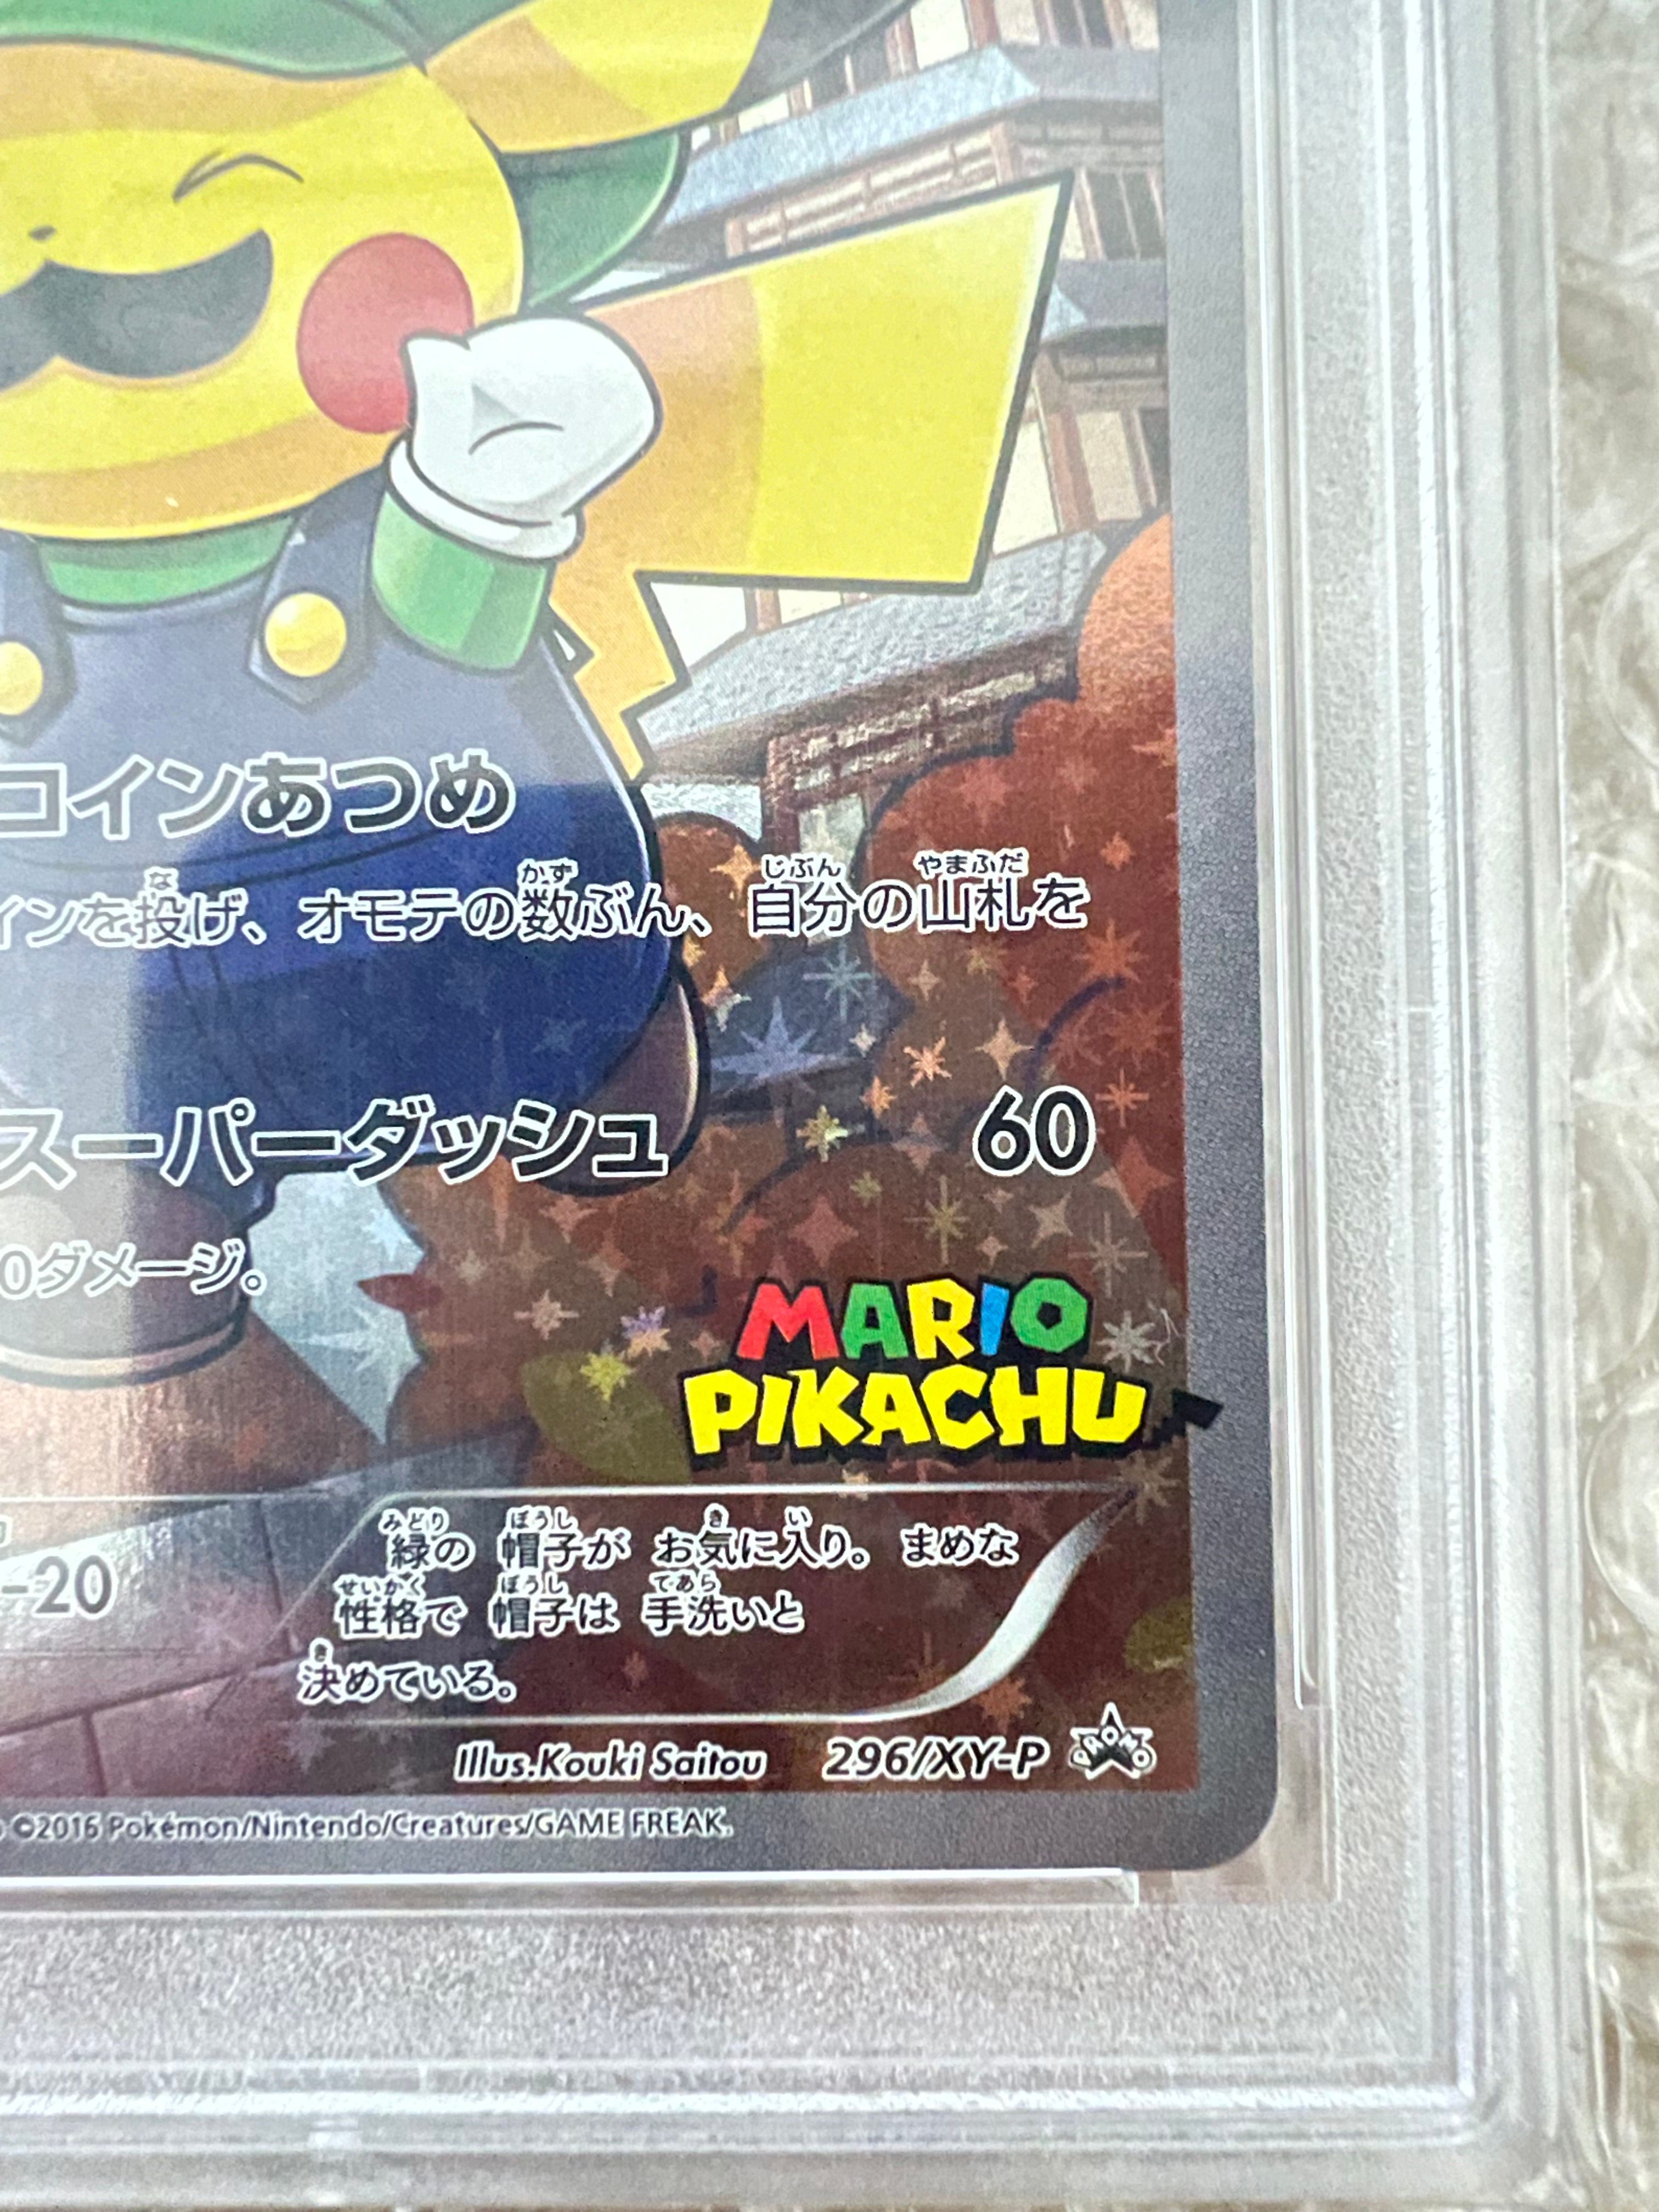 コインあつめ
インを投げ、オモテの数ぶん、自分の山札を
スーパーダッシュ 60
0ダメージ。
MARIO
PIKACHU
-20
緑の 帽子が お気に入り。 まめな
性格で 帽子は 手洗いと
決めている。
Illus.Kouki Saitou 296/XY-P PROMO
©2016 Pokémon/Nintendo/Creatures/GAME FREAK.